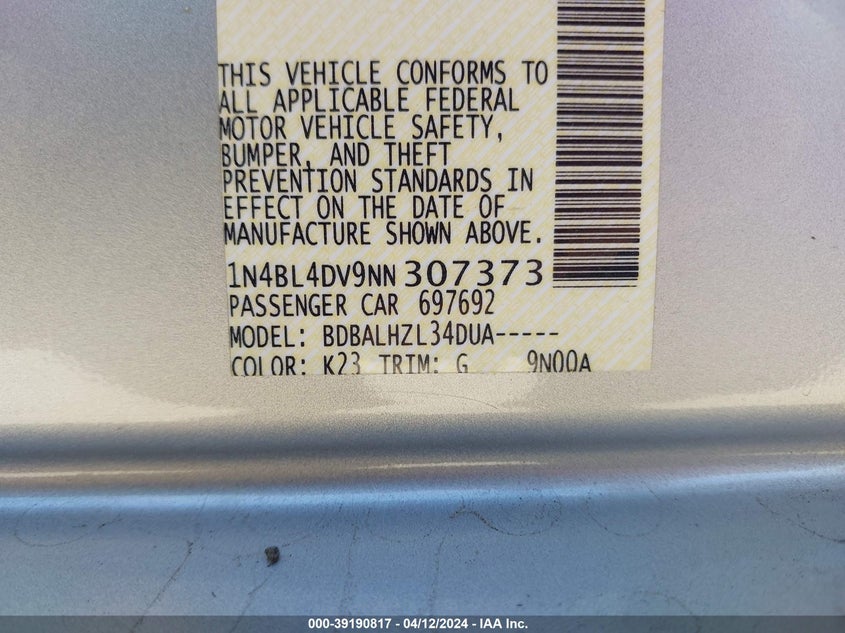 THIS VEHICLE CONFORMS TO
ALL APPLICABLE FEDERAL
MOTOR VEHICLE SAFETY,
BUMPER, AND THEFT
PREVENTION STANDARDS IN
EFFECT ON THE DATE OF
MANUFACTURE SHOWN ABOVE.
1N4BL4DV9NN307373
PASSENGER CAR 697692
MODEL: BDBALHZL34DUA-----
COLOR: K23 TRIM: G 9N00A
000-39190817 - 04/12/2024 - IAA Inc.